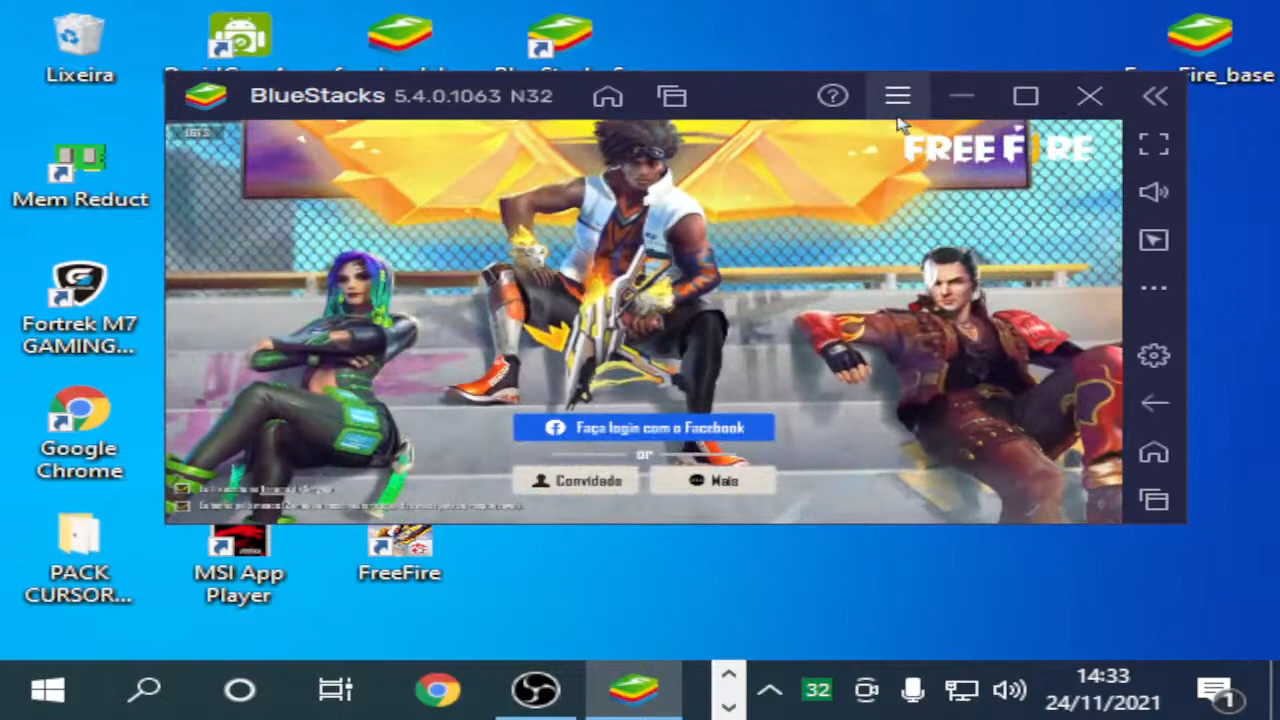 Lixeira
Fire_base
BlueStacks 5.4.0.1063 N32
FREE FIRE
Mem Reduct
Fortrek M7
GAMING...
Google
Chrome
Faça login com o Facebook
or
Convidado
Mais
PACK
CURSOR...
MSI App
Player
FreeFire
32
14:33
24/11/2021
1